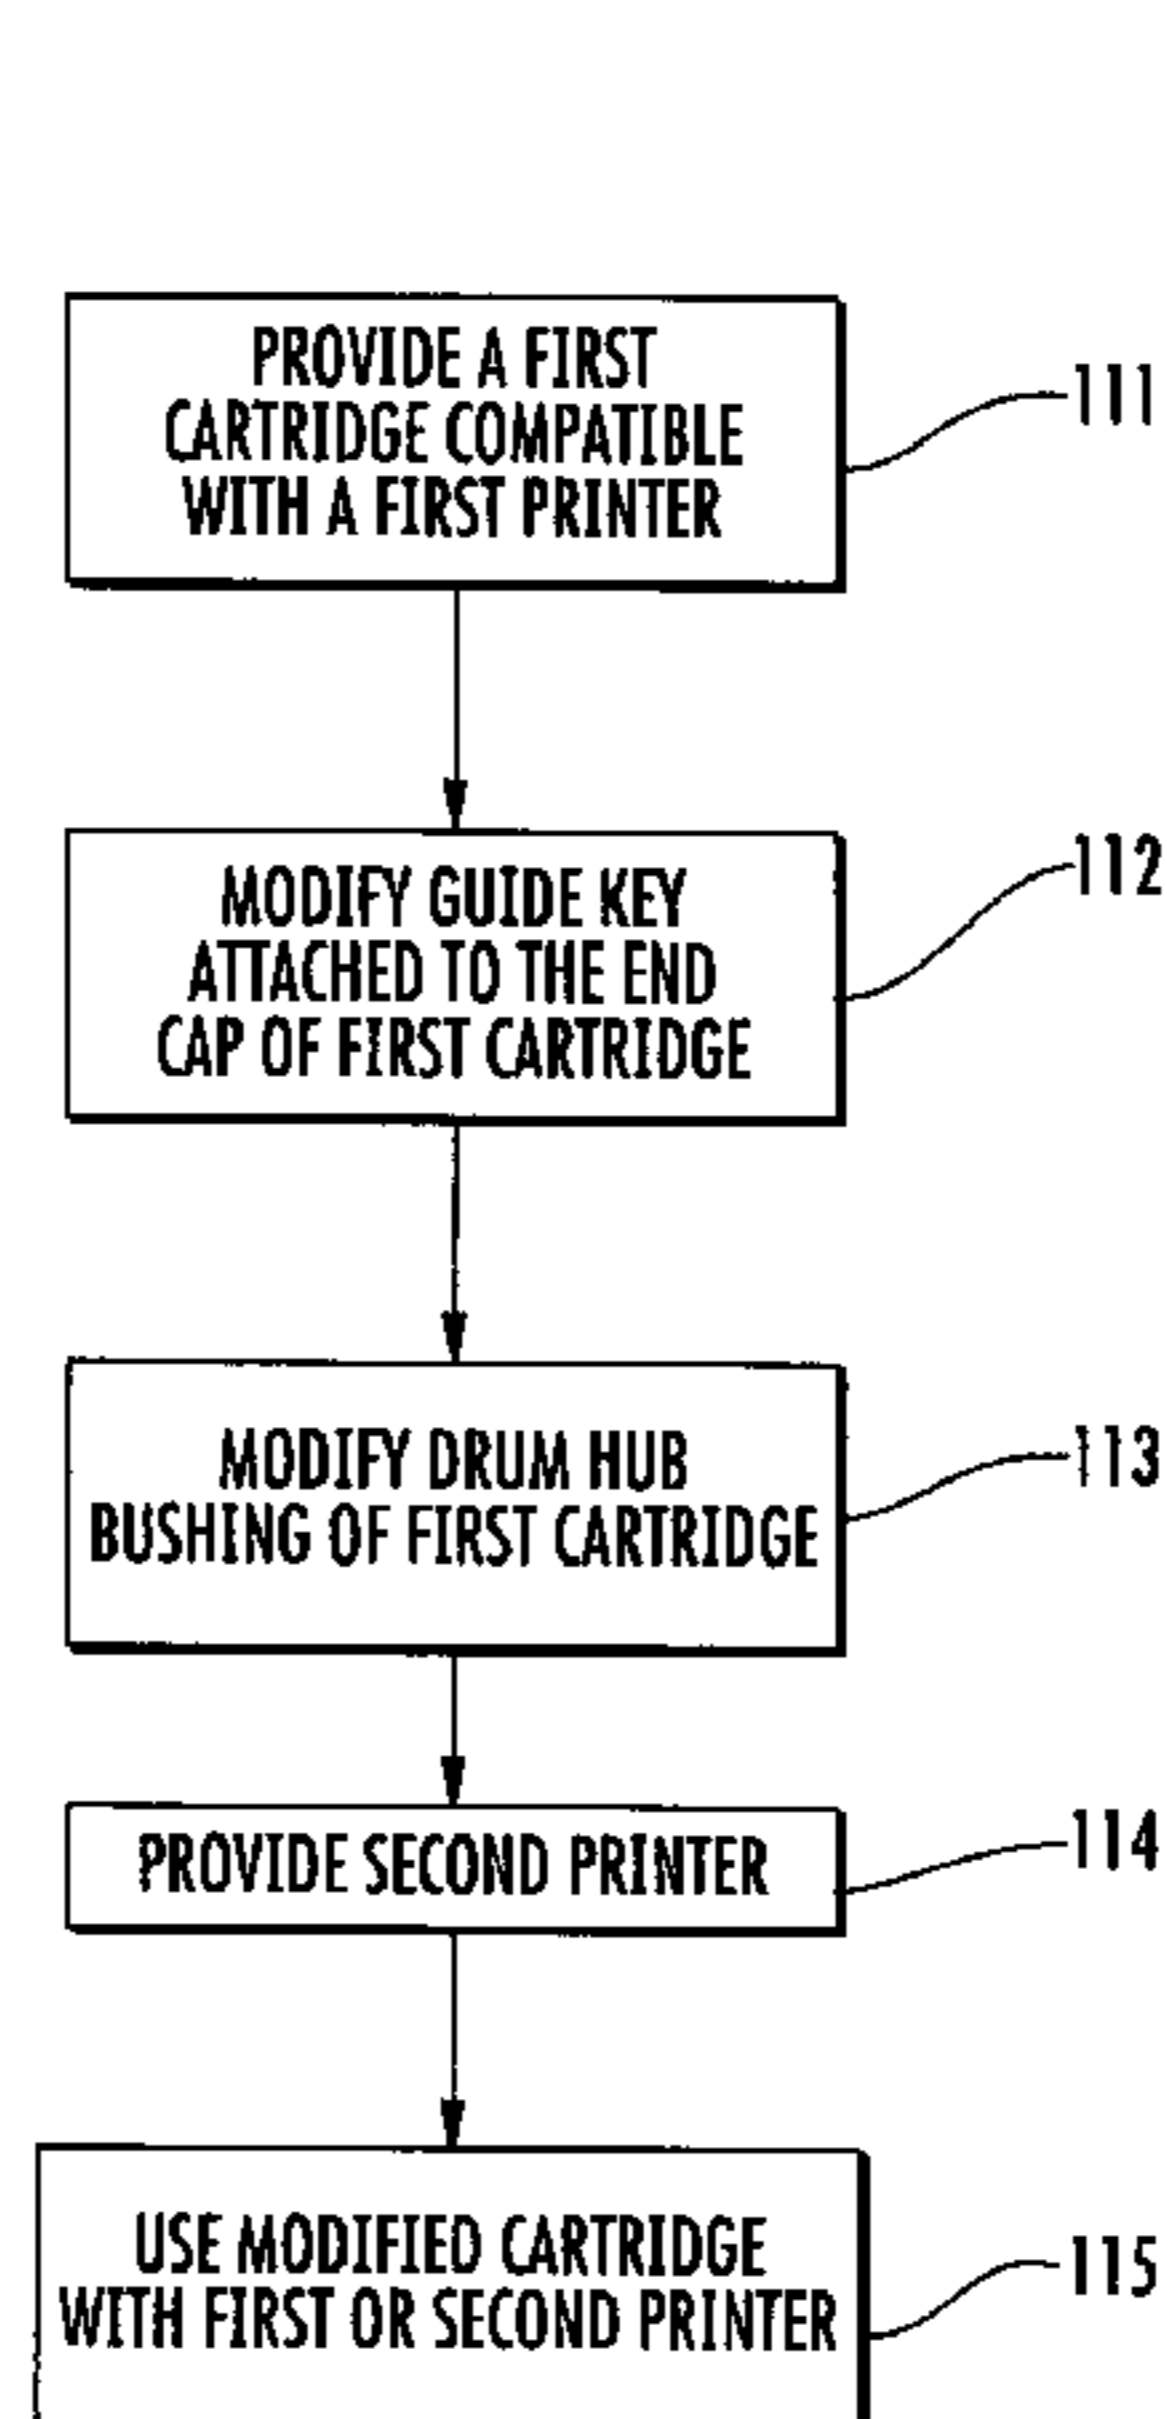 PROVIDE A FIRST
CARTRIDGE COMPATIBLE
WITH A FIRST PRINTER
111
MODIFY GUIDE KEY
ATTACHED TO THE END
CAP OF FIRST CARTRIDGE
112
MODIFY DRUM HUB
BUSHING OF FIRST CARTRIDGE
113
PROVIDE SECOND PRINTER
114
USE MODIFIED CARTRIDGE
WITH FIRST OR SECOND PRINTER
115